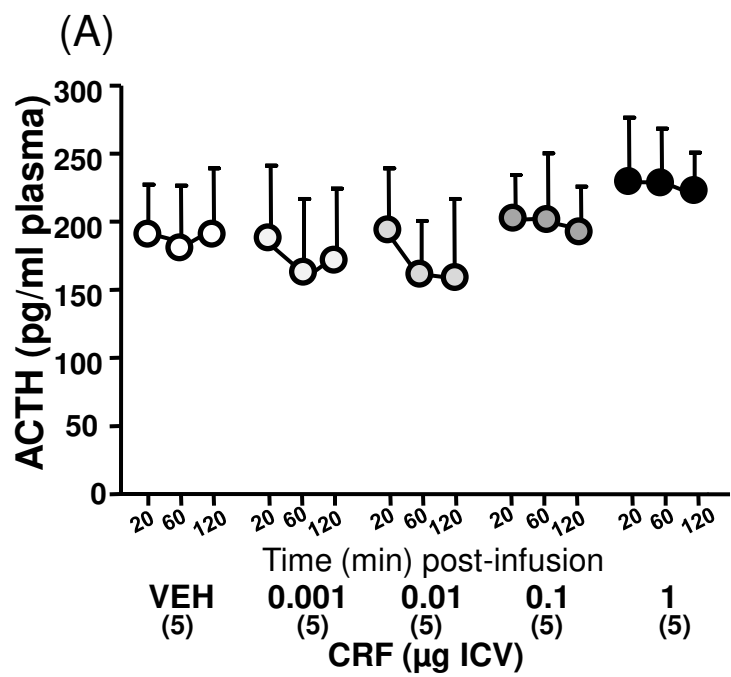 (A)
ACTH (pg/ml plasma)
300
250
200
150
100
50
0
20 60 120 20 60 120 20 60 120 20 60 120 20 60 120
Time (min) post-infusion
VEH 0.001 0.01 0.1 1
(5) (5) (5) (5) (5)
CRF (µg ICV)